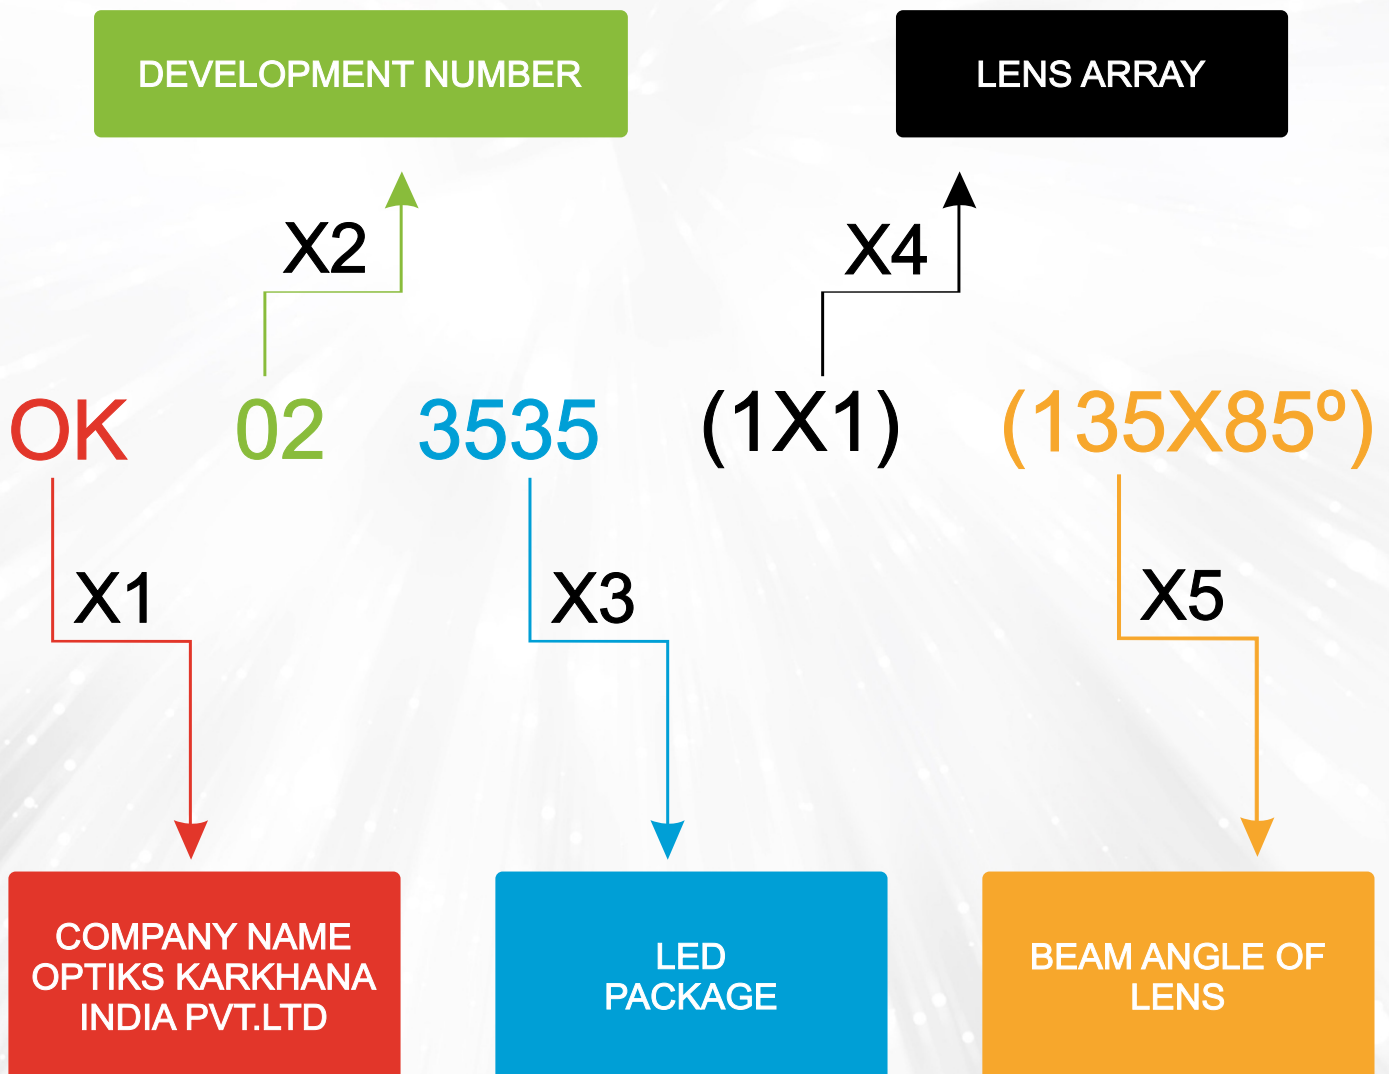 DEVELOPMENT NUMBER
LENS ARRAY
X2
X4
OK 02 3535 (1X1) (135X85º)
X1
X3
X5
COMPANY NAME
OPTIKS KARKHANA
INDIA PVT.LTD
LED
PACKAGE
BEAM ANGLE OF
LENS